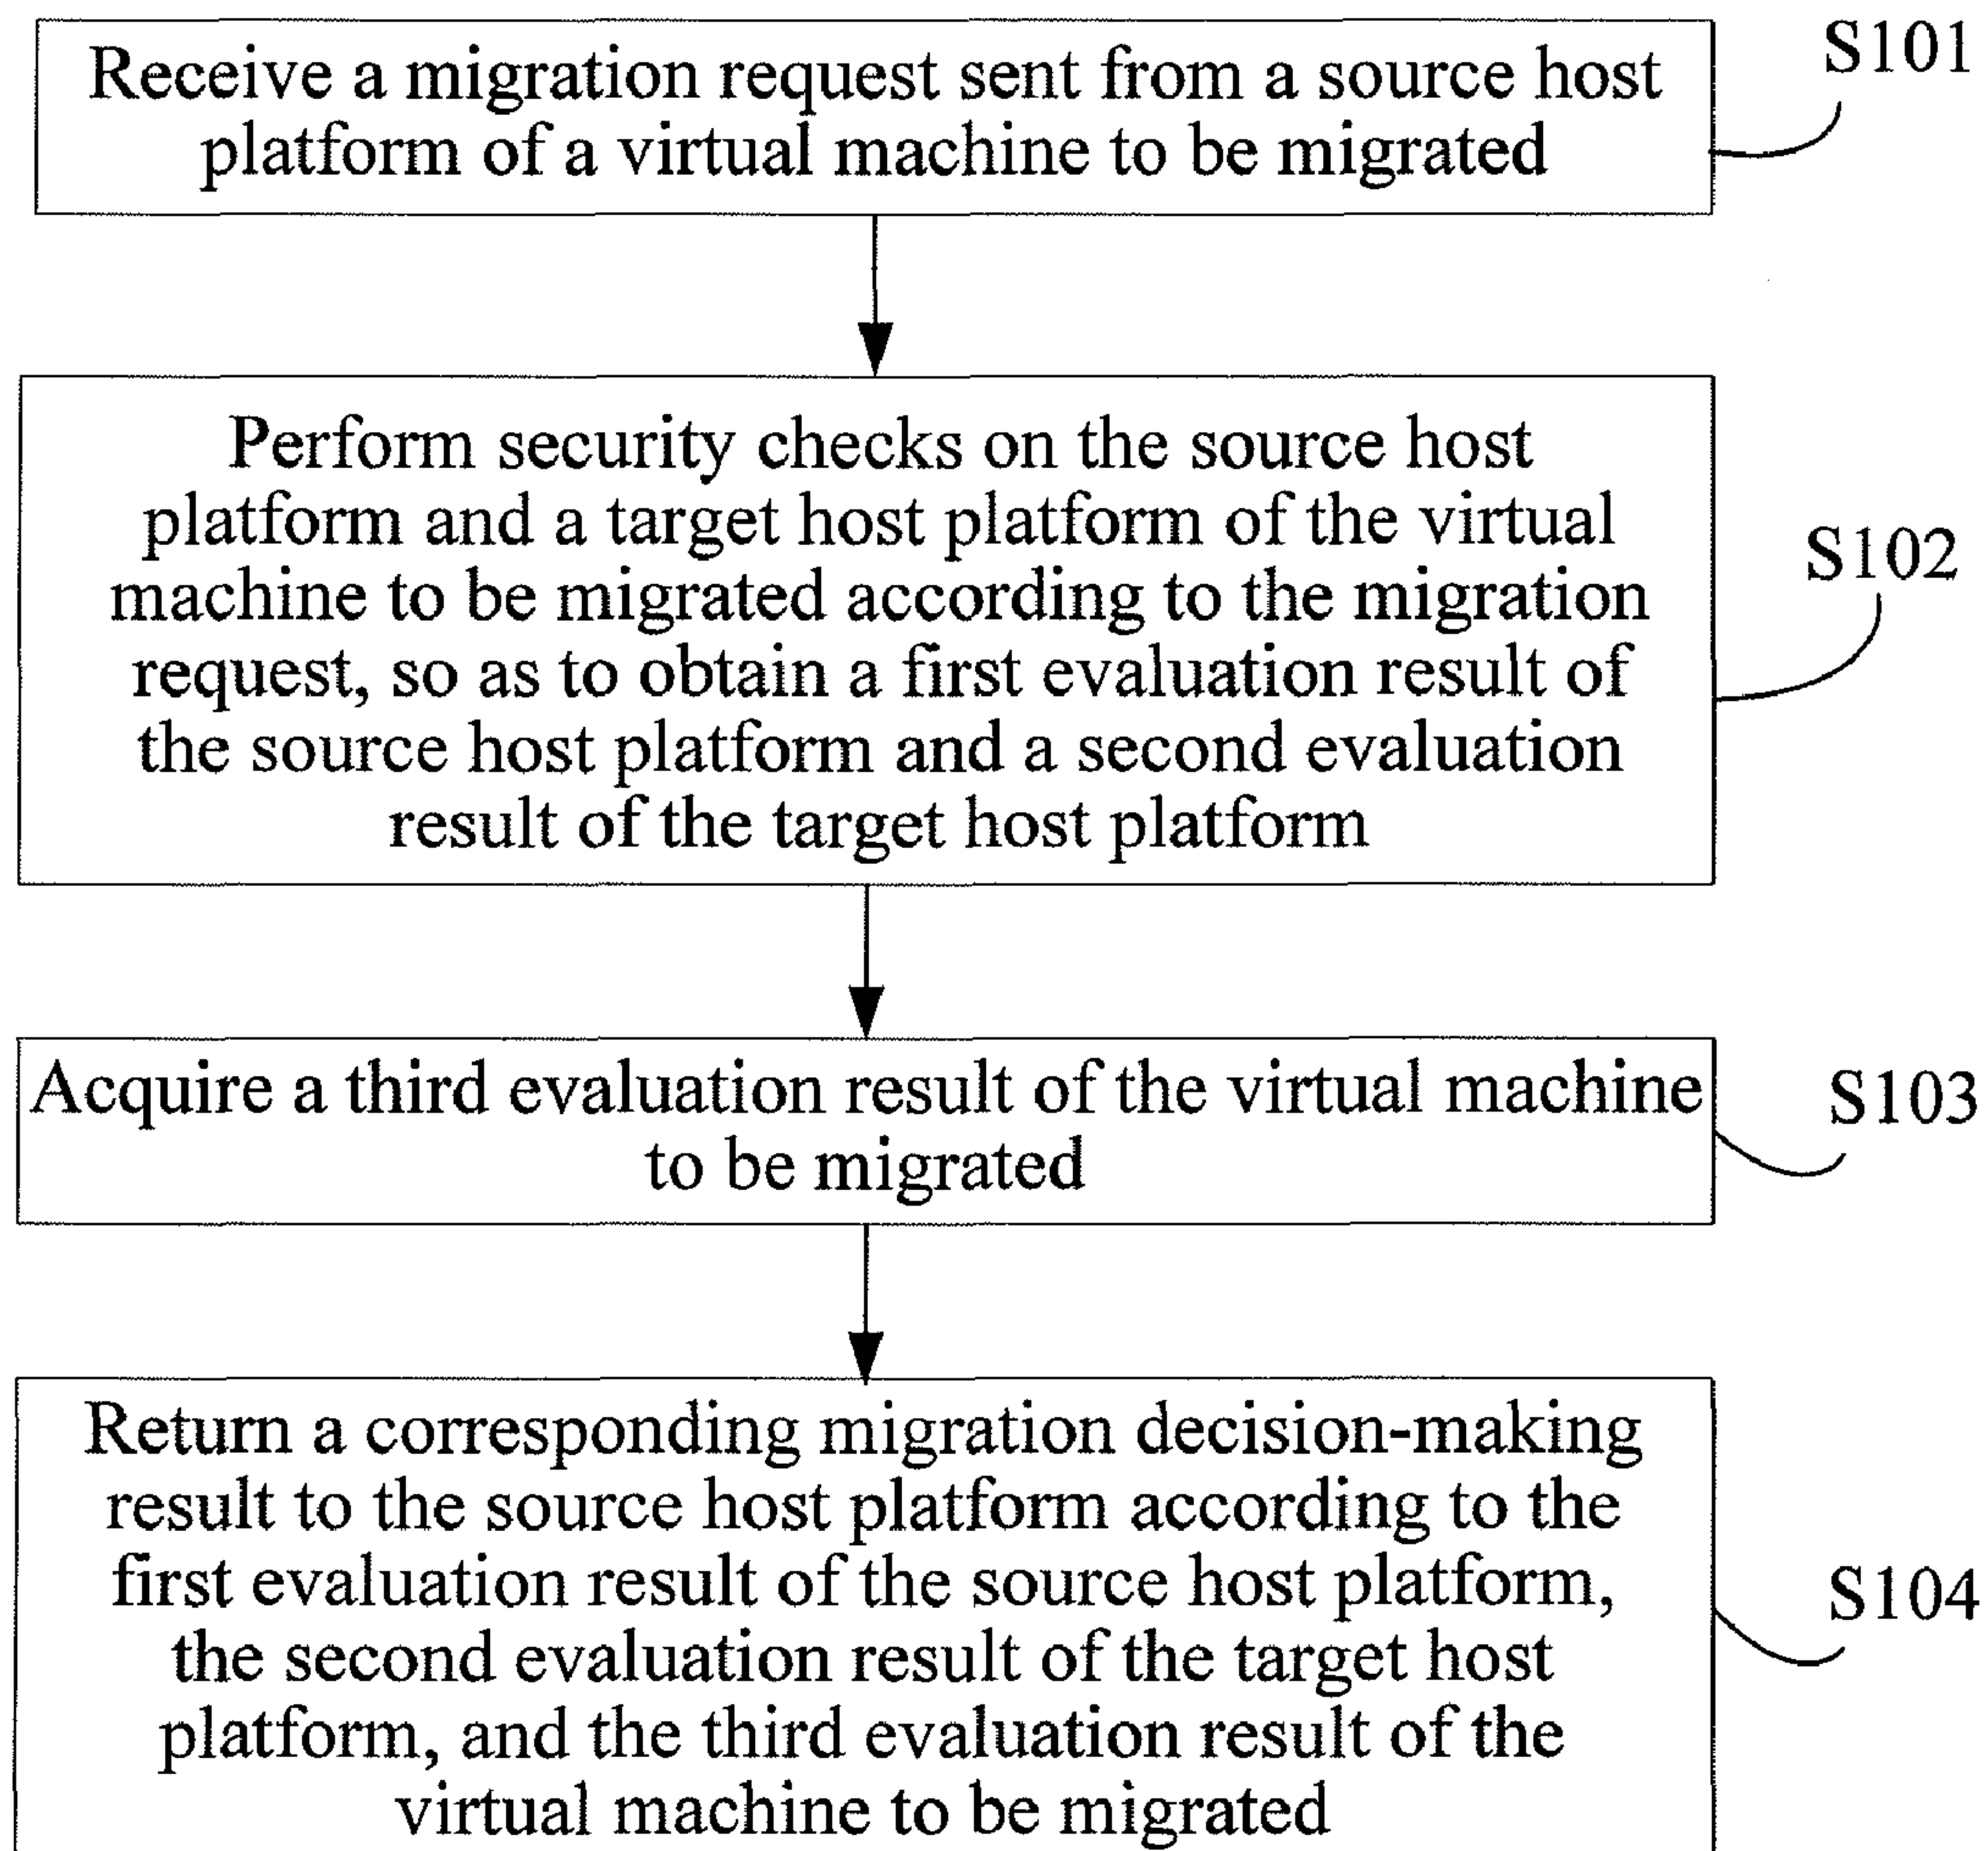 Receive a migration request sent from a source host
platform of a virtual machine to be migrated
S101
Perform security checks on the source host
platform and a target host platform of the virtual
machine to be migrated according to the migration
request, so as to obtain a first evaluation result of
the source host platform and a second evaluation
result of the target host platform
S102
Acquire a third evaluation result of the virtual machine
to be migrated
S103
Return a corresponding migration decision-making
result to the source host platform according to the
first evaluation result of the source host platform,
the second evaluation result of the target host
platform, and the third evaluation result of the
virtual machine to be migrated
S104